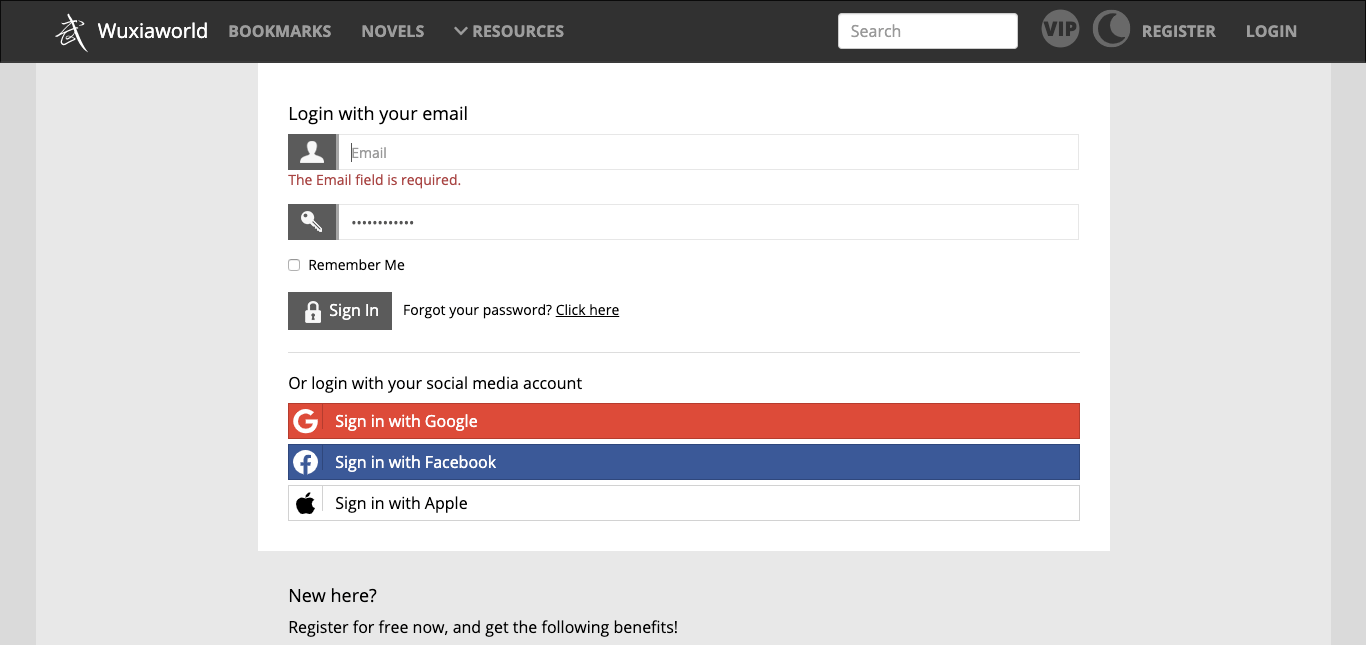 Wuxiaworld BOOKMARKS NOVELS RESOURCES Search VIP REGISTER LOGIN
Login with your email
Email
The Email field is required.
••••••••••••
Remember Me
Sign In Forgot your password? Click here
Or login with your social media account
Sign in with Google
Sign in with Facebook
Sign in with Apple
New here?
Register for free now, and get the following benefits!